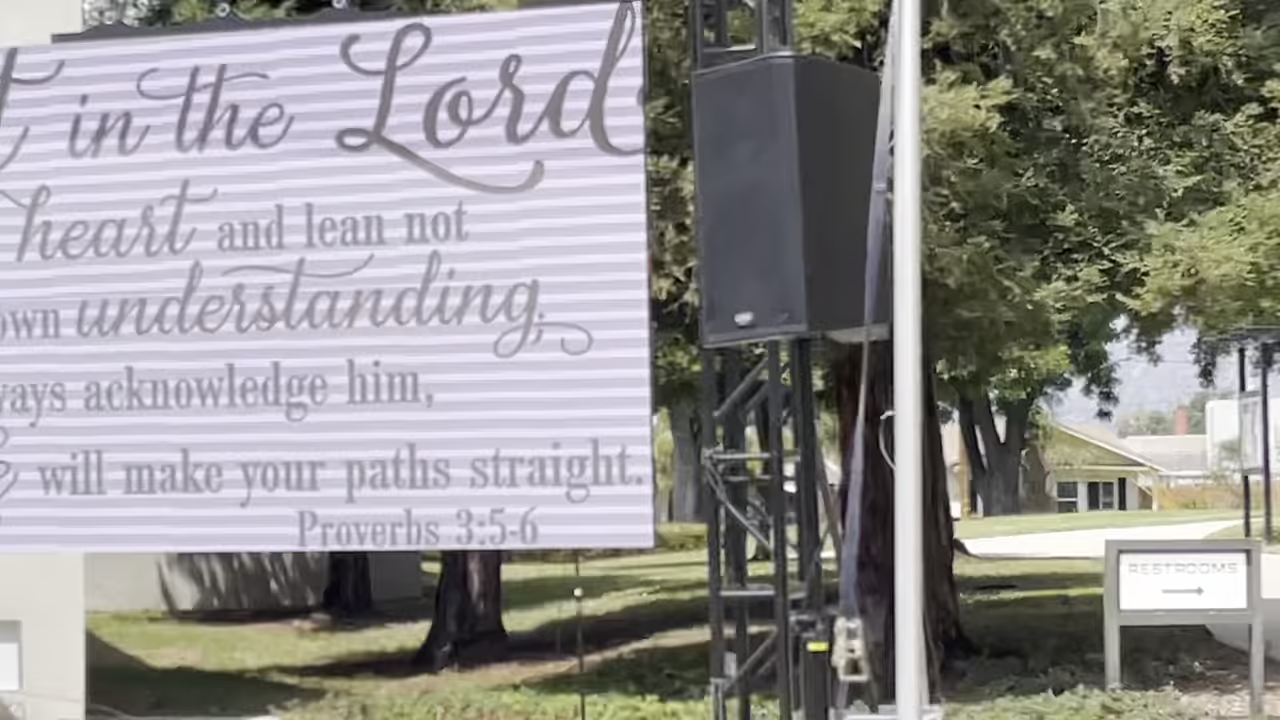 in the Lord
heart and lean not
own understanding;
ways acknowledge him,
will make your paths straight.
Proverbs 3:5-6
RESTROOMS